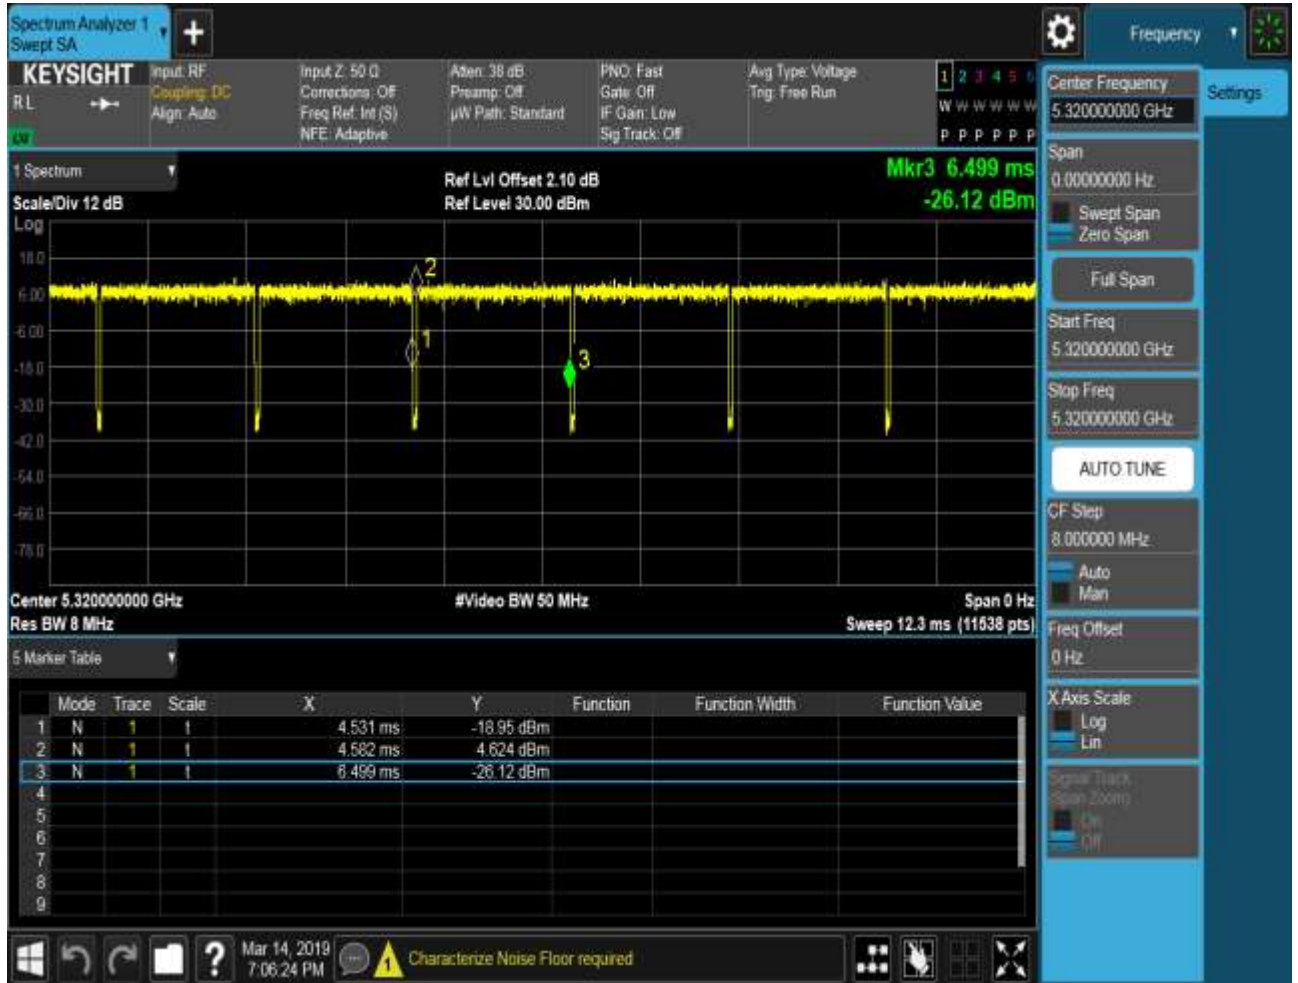 Spectrum Analyzer 1
Swept SA
Frequency
KEYSIGHT
RL
Input: RF
Coupling: DC
Align: Auto
Input Z: 50 Ω
Corrections: Off
Freq Ref: Int (S)
NFE: Adaptive
Atten: 38 dB
Preamp: Off
µW Path: Standard
PNO: Fast
Gate: Off
IF Gain: Low
Sig Track: Off
Avg Type: Voltage
Trig: Free Run
1 2 3 4 5 6
W W W W W W
P P P P P P
1 Spectrum
Scale/Div 12 dB
Ref Lvl Offset 2.10 dB
Ref Level 30.00 dBm
Mkr3 6.499 ms
-26.12 dBm
Log
18.0
6.00
-6.00
-18.0
-30.0
-42.0
-54.0
-66.0
-78.0
2
1
3
Center 5.320000000 GHz
#Video BW 50 MHz
Span 0 Hz
Res BW 8 MHz
Sweep 12.3 ms (11538 pts)
5 Marker Table
Mode Trace Scale X Y Function Function Width Function Value
1 N 1 t 4.531 ms -18.95 dBm
2 N 1 t 4.582 ms 4.624 dBm
3 N 1 t 6.499 ms -26.12 dBm
4
5
6
7
8
9
Mar 14, 2019
7:06:24 PM
1
Characterize Noise Floor required
Settings
Center Frequency
5.320000000 GHz
Span
0.00000000 Hz
Swept Span
Zero Span
Full Span
Start Freq
5.320000000 GHz
Stop Freq
5.320000000 GHz
AUTO TUNE
CF Step
8.000000 MHz
Auto
Man
Freq Offset
0 Hz
X Axis Scale
Log
Lin
Signal Track
(Span Zoom)
On
Off